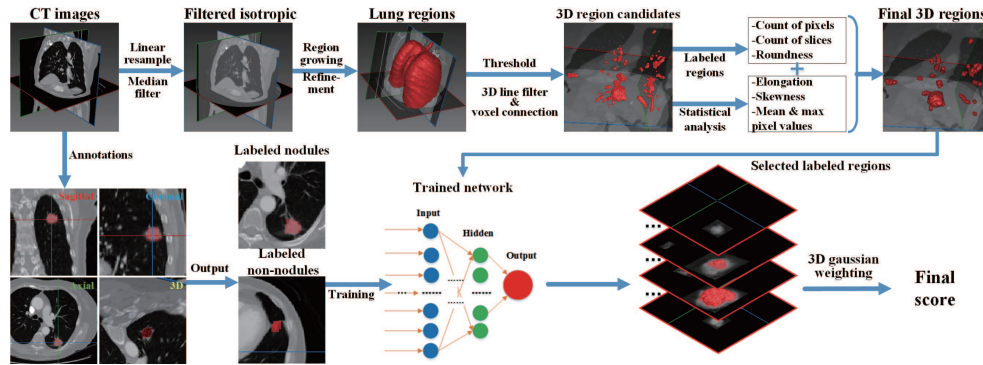 CT images
Filtered isotropic
Lung regions
3D region candidates
Final 3D regions
Linear
resample
Median
filter
Region
growing
Refine-
ment
Threshold
3D line filter
&
voxel connection
Labeled
regions
Statistical
analysis
-Count of pixels
-Count of slices
-Roundness
+
-Elongation
-Skewness
-Mean & max
pixel values
Annotations
Labeled nodules
Trained network
Selected labeled regions
Sagittal
Coronal
Axial
3D
Output
Labeled
non-nodules
Training
Input
Hidden
Output
3D gaussian
weighting
Final
score